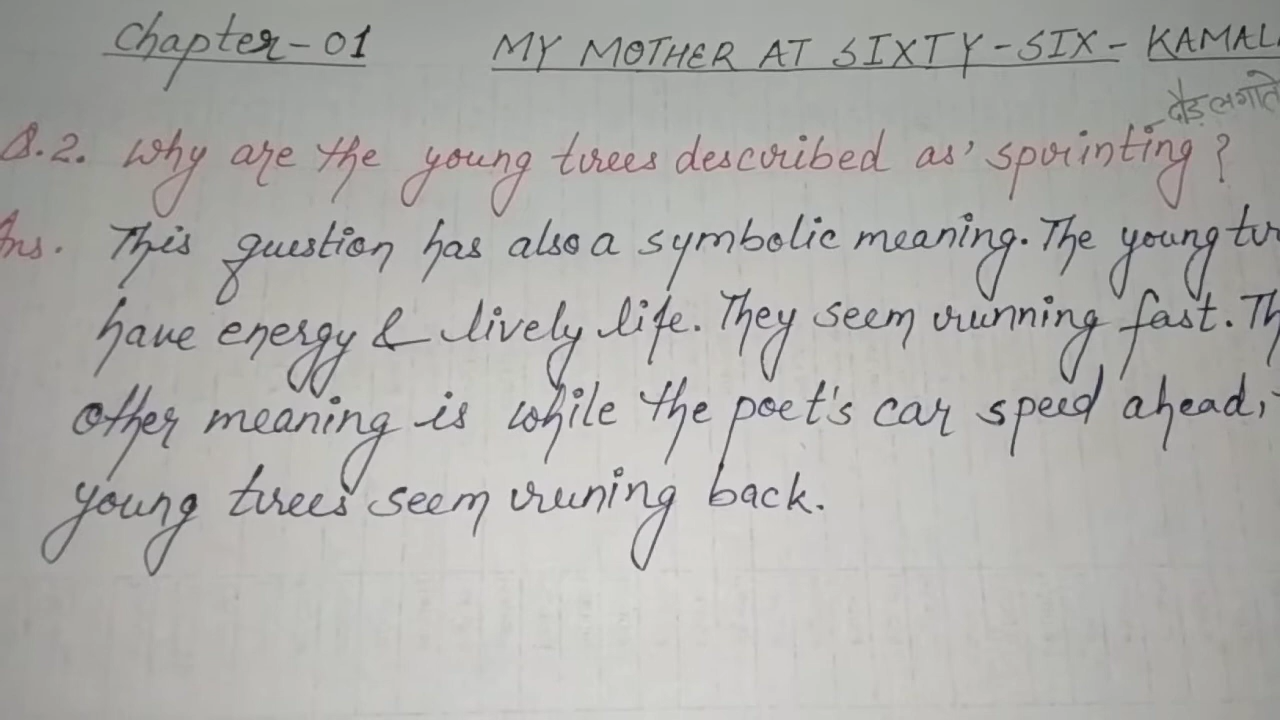 Chapter-01 MY MOTHER AT SIXTY-SIX- KAMAL
दौड़ लगाते
Q.2. Why are the young trees described as' sprinting?
Ans. This question has also a symbolic meaning. The young
have energy & lively life. They seem running fast.
other meaning is while the poet's car speed ahead,
young trees seem runing back.